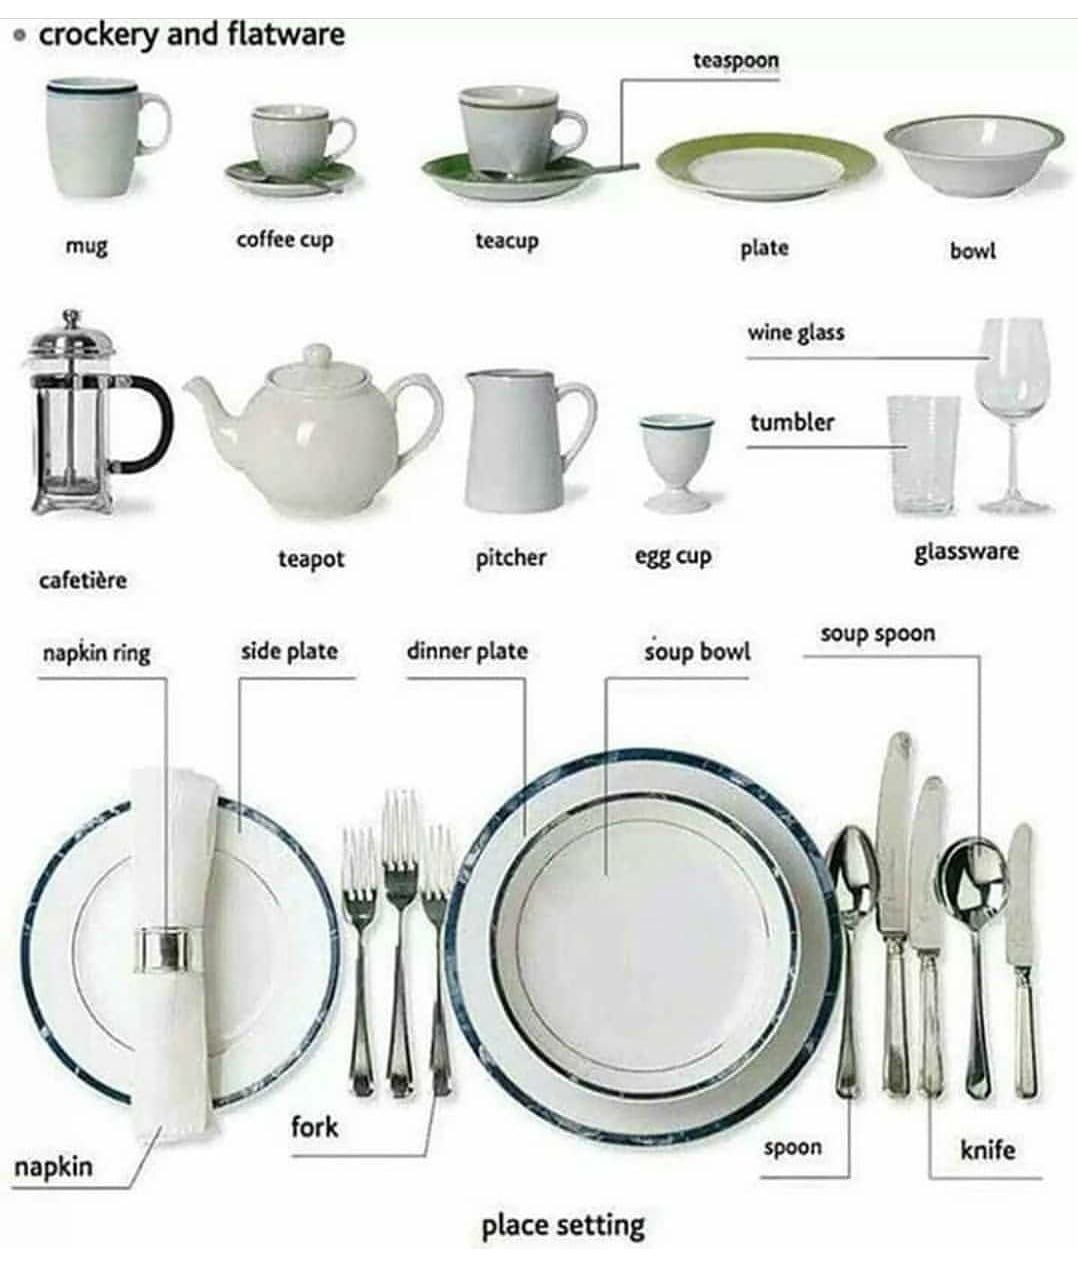 • crockery and flatware
teaspoon
mug
coffee cup
teacup
plate
bowl
wine glass
tumbler
cafetière
teapot
pitcher
egg cup
glassware
napkin ring
side plate
dinner plate
soup bowl
soup spoon
fork
napkin
spoon
knife
place setting